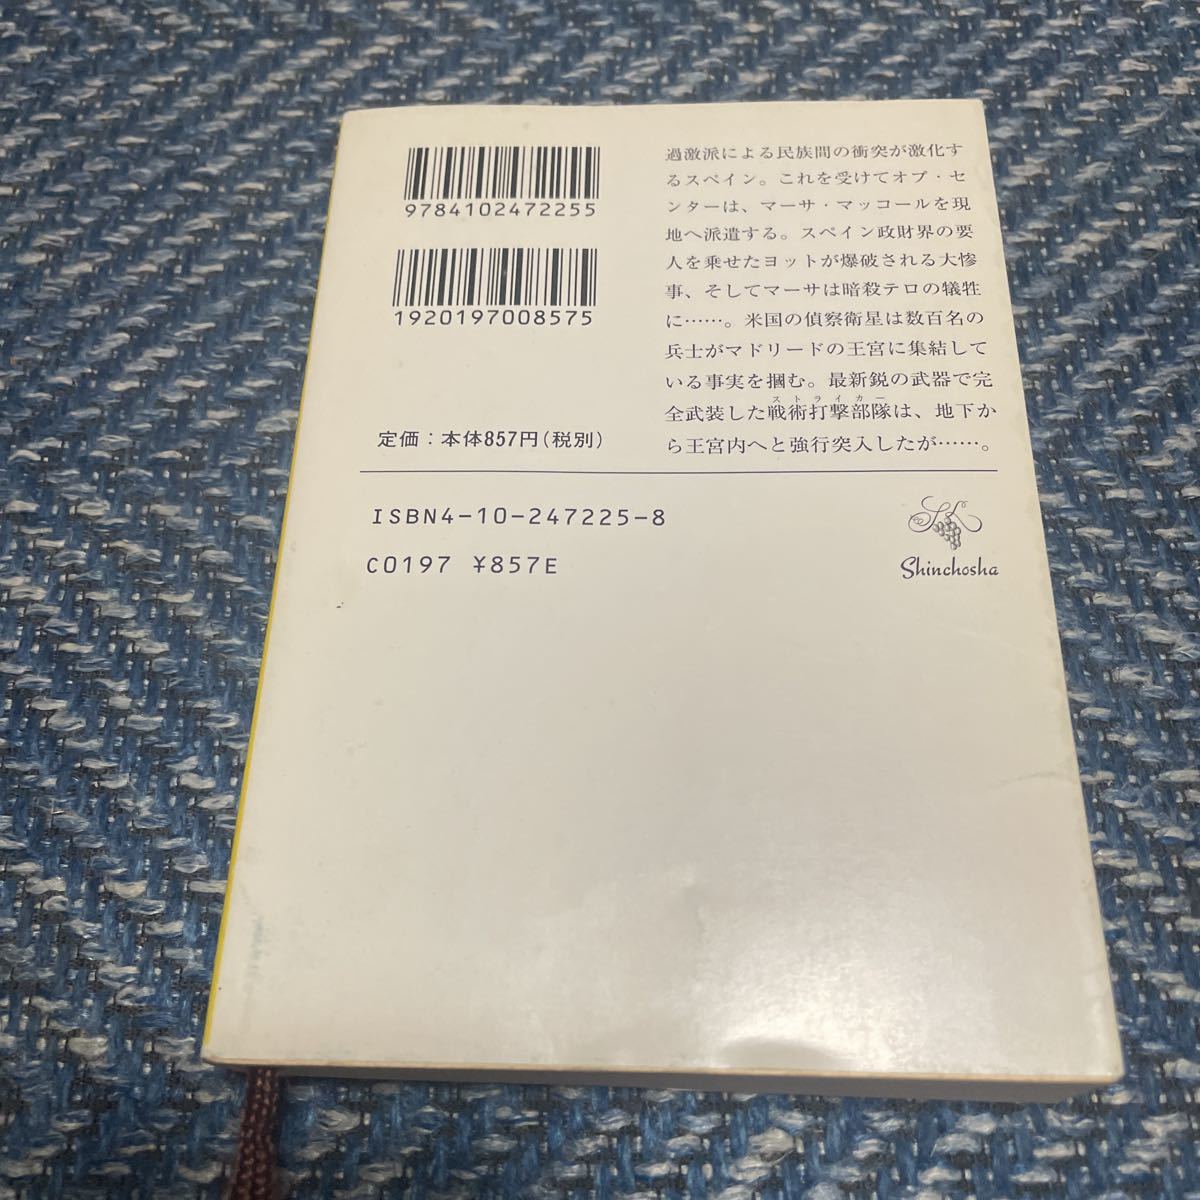 9784102472255
1920197008575
定価：本体857円(税別)
過激派による民族間の衝突が激化す
るスペイン。これを受けてオプ・セ
ンターは、マーサ・マッコールを現
地へ派遣する。スペイン政財界の要
人を乗せたヨットが爆破される大惨
事、そしてマーサは暗殺テロの犠牲
に……。米国の偵察衛星は数百名の
兵士がマドリードの王宮に集結して
いる事実を掴む。最新鋭の武器で完
ストライカー
全武装した戦術打撃部隊は、地下か
ら王宮内へと強行突入したが……。
ISBN4-10-247225-8
C0197 ¥857E
Shinchosha